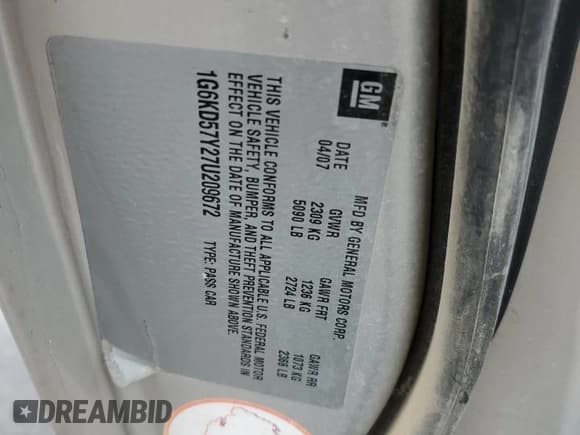 GM
MFD BY GENERAL MOTORS CORP.
DATE GVWR GAWR FRT GAWR RR
04/07 2309 KG 1236 KG 1073 KG
5090 LB 2724 LB 2366 LB
THIS VEHICLE CONFORMS TO ALL APPLICABLE U.S. FEDERAL MOTOR
VEHICLE SAFETY, BUMPER, AND THEFT PREVENTION STANDARDS IN
EFFECT ON THE DATE OF MANUFACTURE SHOWN ABOVE.
1G6KD57Y27U209672 TYPE: PASS CAR
DREAMBID